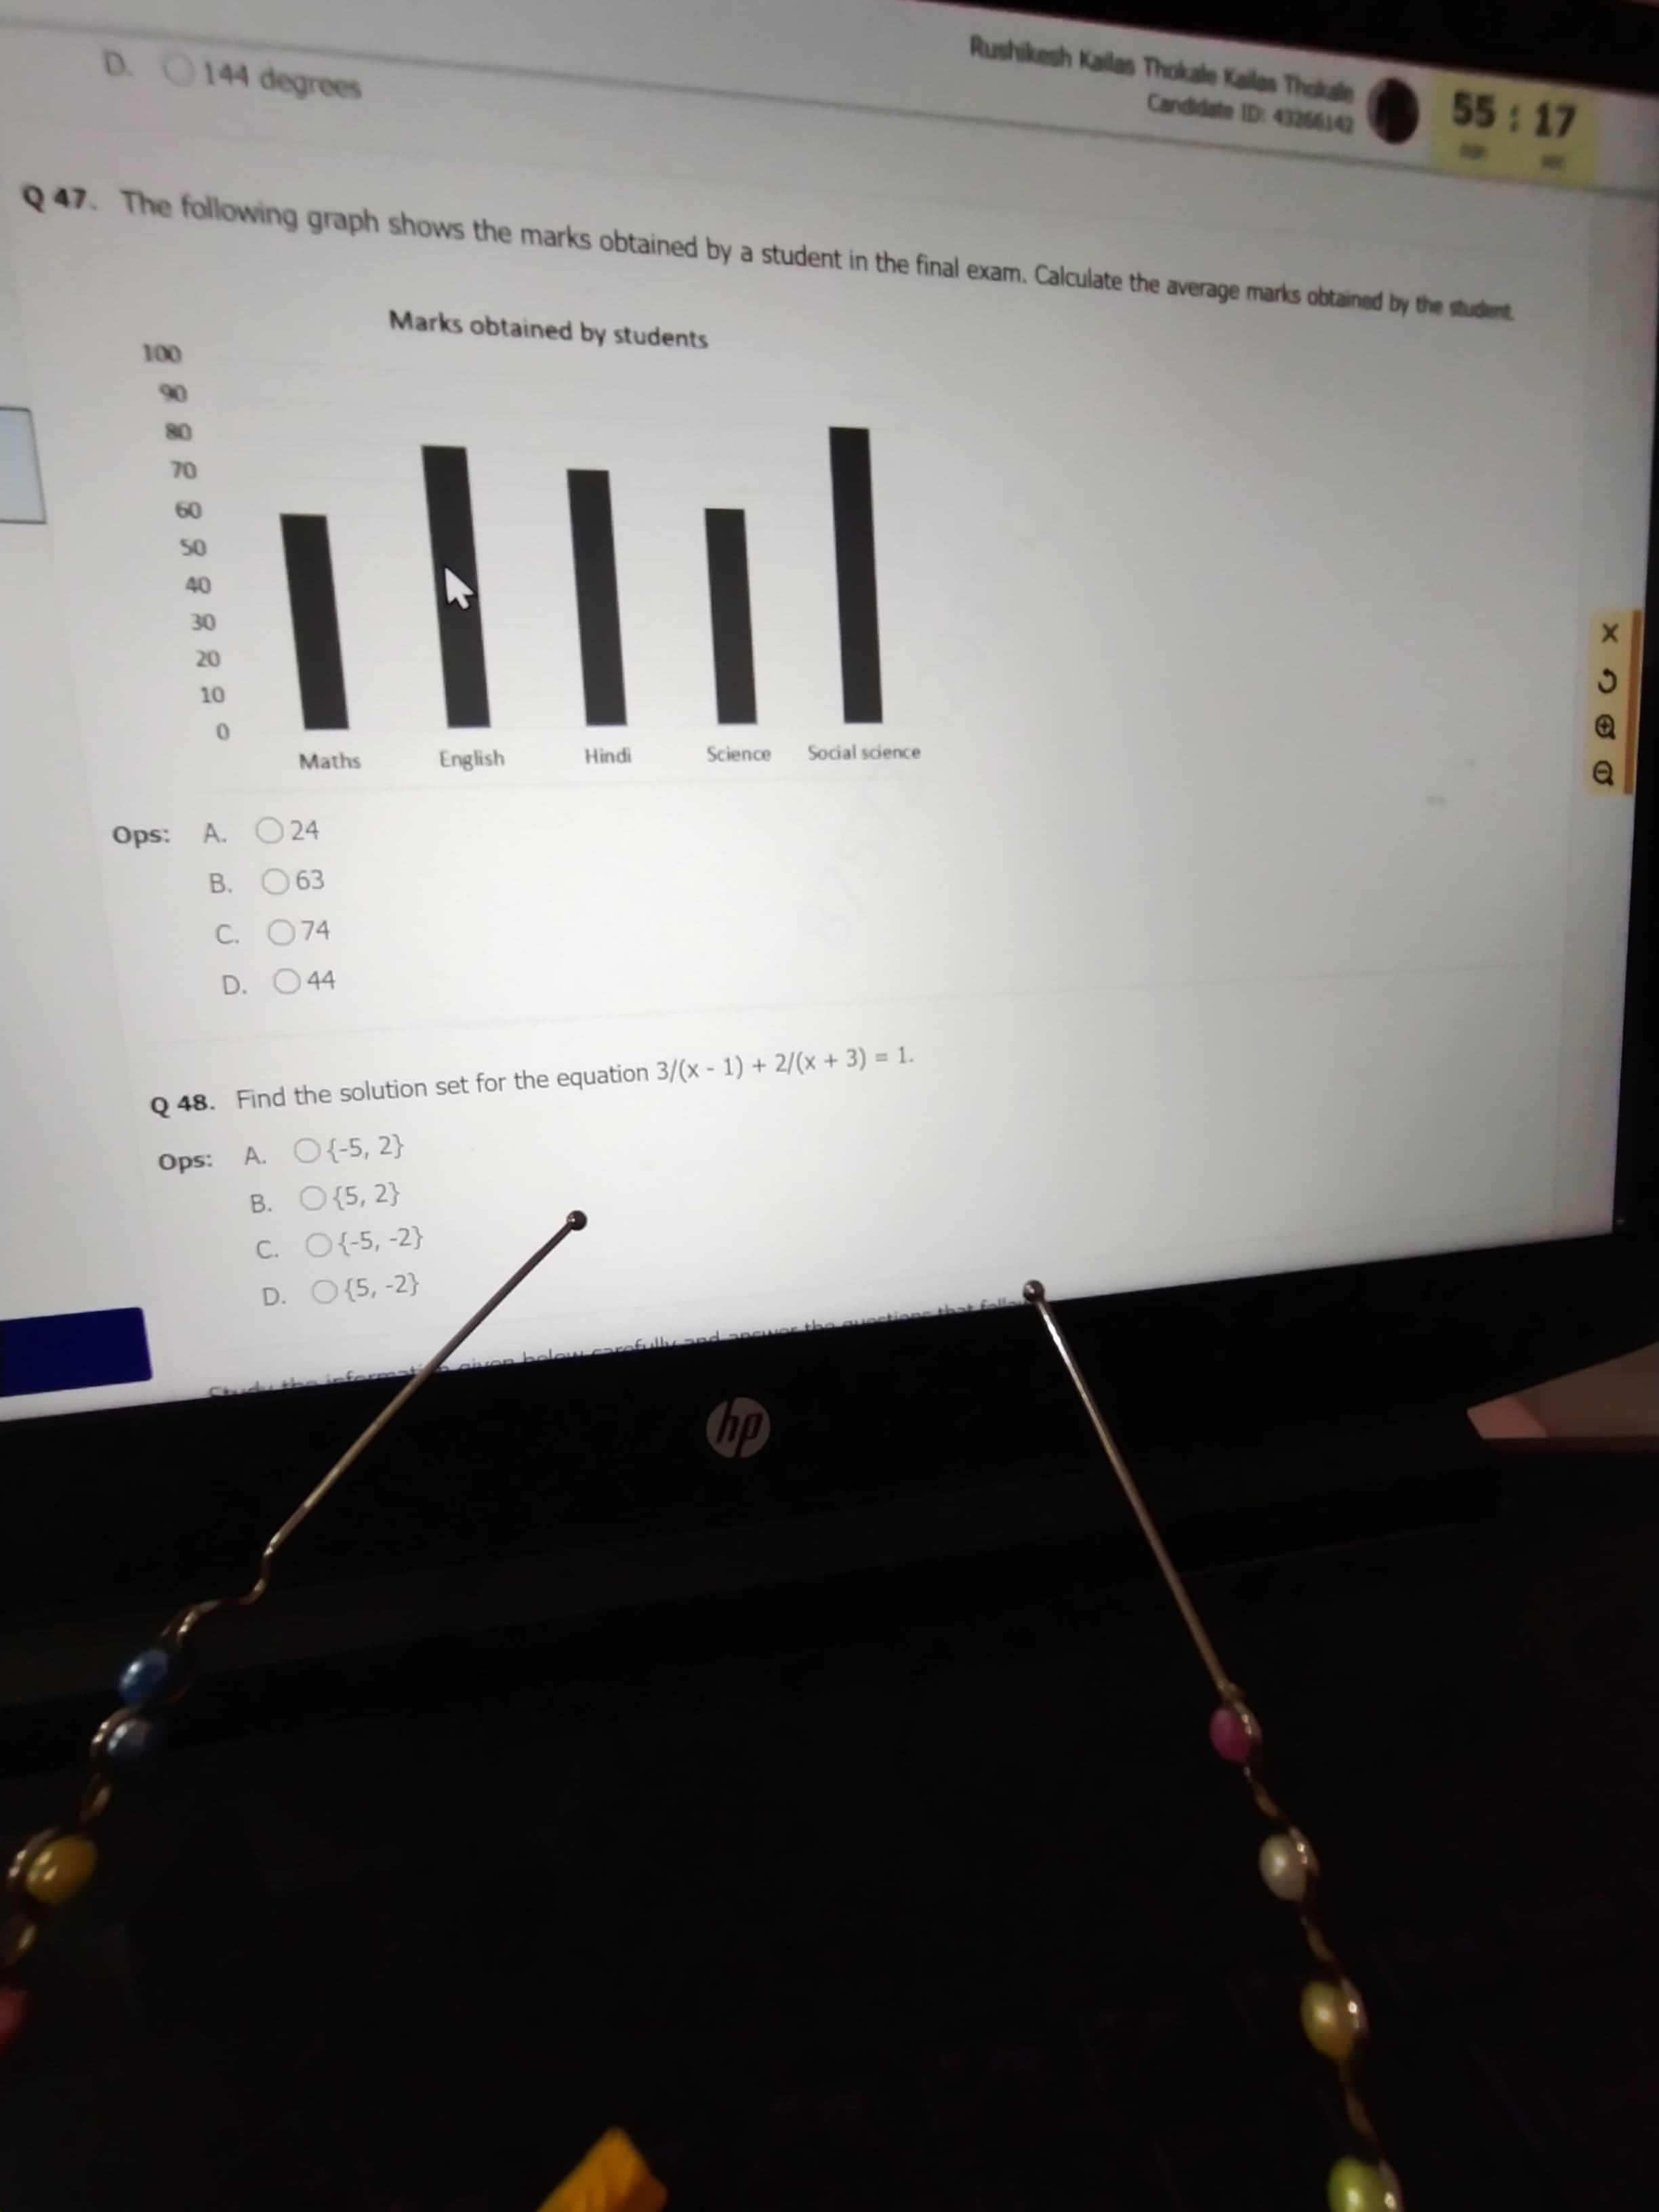 D. 144 degrees
Rushikesh Kailas Thokale Kailas Thokale
Candidate ID: 43266142
55 : 17
Q 47. The following graph shows the marks obtained by a student in the final exam. Calculate the average marks obtained by the student.
Marks obtained by students
100
90
80
70
60
50
40
30
20
10
0
Maths English Hindi Science Social science
Ops: A. 24
B. 63
C. 74
D. 44
Q 48. Find the solution set for the equation 3/(x - 1) + 2/(x + 3) = 1.
Ops: A. {-5, 2}
B. {5, 2}
C. {-5, -2}
D. {5, -2}
Study the information given below carefully and answer the questions that follow
hp